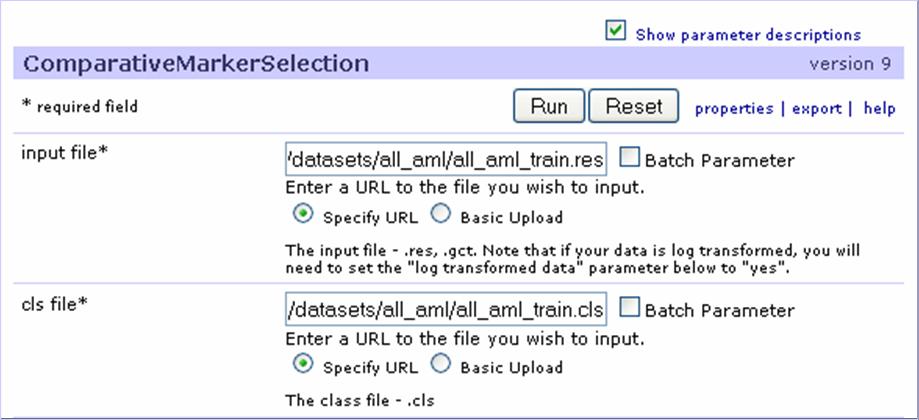 Show parameter descriptions
ComparativeMarkerSelection version 9
* required field Run Reset properties | export | help
input file* /datasets/all_aml/all_aml_train.res Batch Parameter
Enter a URL to the file you wish to input.
Specify URL Basic Upload
The input file - .res, .gct. Note that if your data is log transformed, you will
need to set the "log transformed data" parameter below to "yes".
cls file* /datasets/all_aml/all_aml_train.cls Batch Parameter
Enter a URL to the file you wish to input.
Specify URL Basic Upload
The class file - .cls